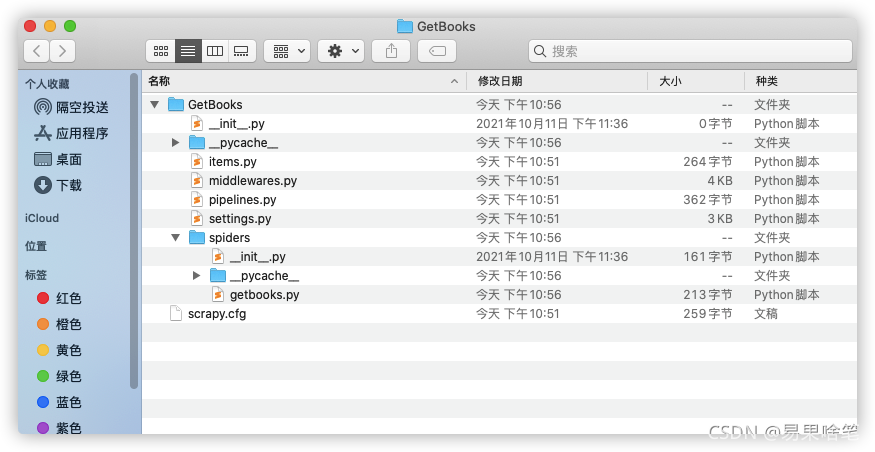 GetBooks
搜索
个人收藏
隔空投送
应用程序
桌面
下载
iCloud
位置
标签
红色
橙色
黄色
绿色
蓝色
紫色
名称 修改日期 大小 种类
GetBooks 今天 下午10:56 -- 文件夹
__init__.py 2021年10月11日 下午11:36 0字节 Python脚本
__pycache__ 今天 下午10:56 -- 文件夹
items.py 今天 下午10:51 264字节 Python脚本
middlewares.py 今天 下午10:51 4 KB Python脚本
pipelines.py 今天 下午10:51 362字节 Python脚本
settings.py 今天 下午10:51 3 KB Python脚本
spiders 今天 下午10:56 -- 文件夹
__init__.py 2021年10月11日 下午11:36 161字节 Python脚本
__pycache__ 今天 下午10:56 -- 文件夹
getbooks.py 今天 下午10:56 213字节 Python脚本
scrapy.cfg 今天 下午10:51 259字节 文稿
CSDN @易果啥笔